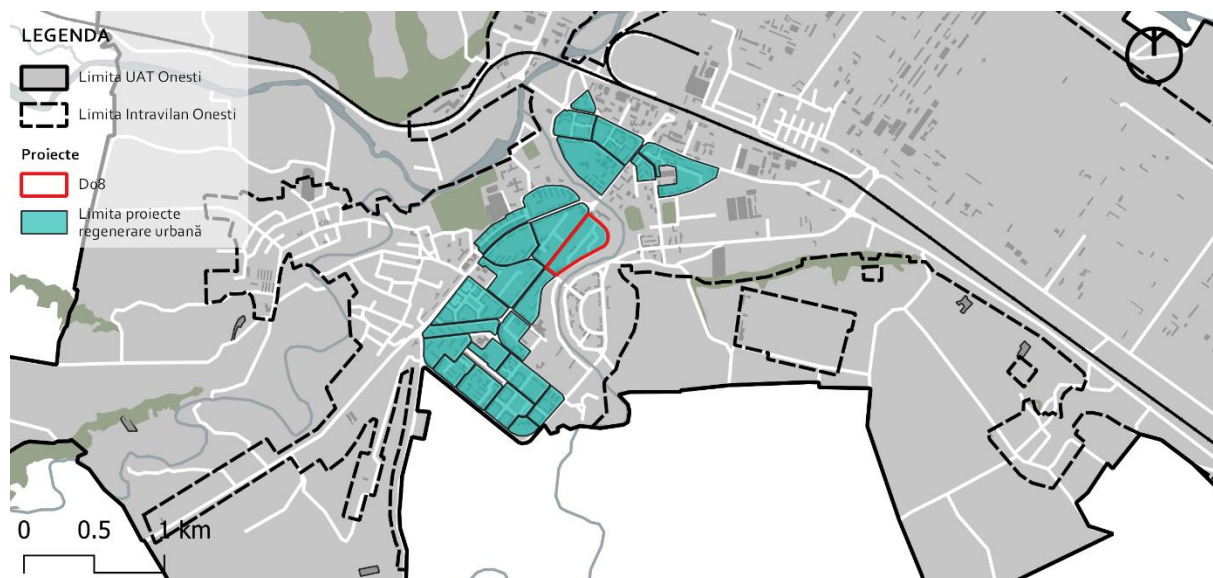 LEGENDA
Limita UAT Onesti
Limita Intravilan Onesti
Proiecte
Do8
Limita proiecte
regenerare urbană
0 0.5 1 km